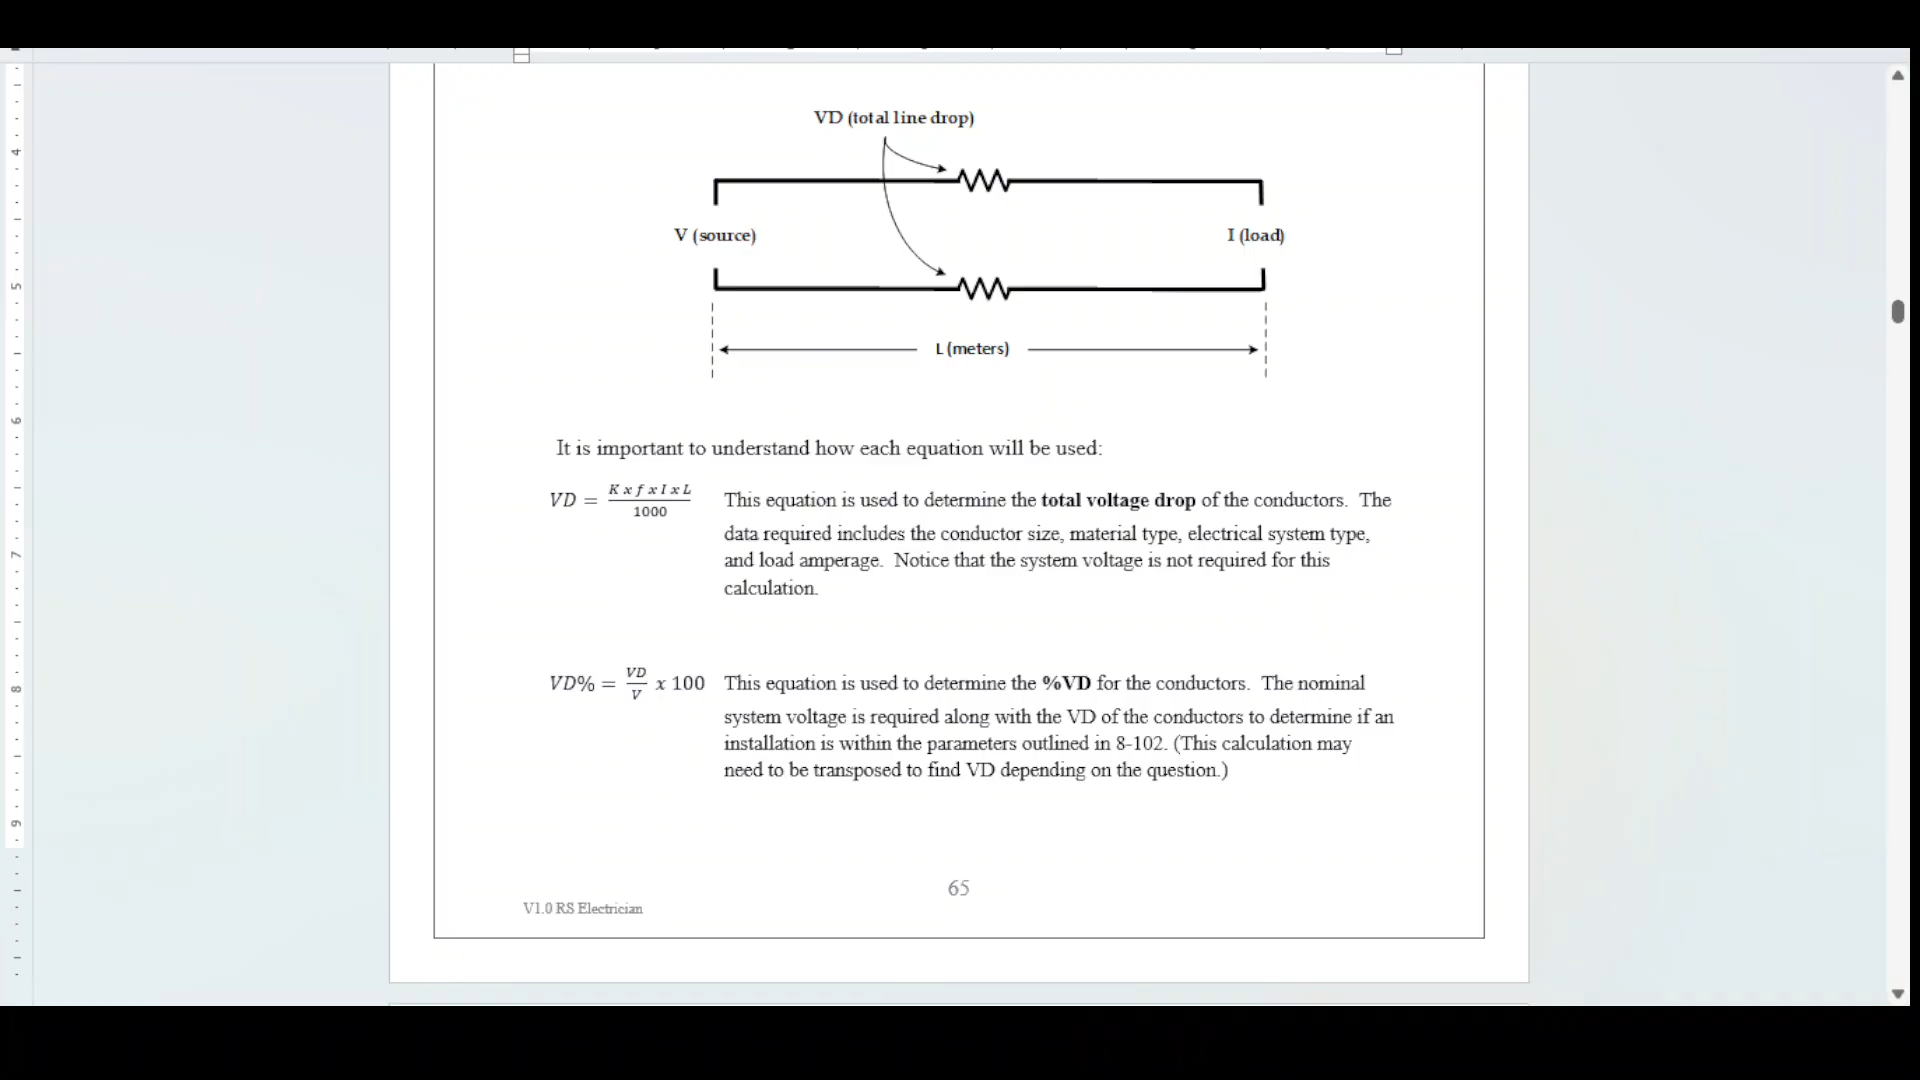 VD (total line drop)
V (source)
I (load)
L (meters)
It is important to understand how each equation will be used:
VD = K x f x I x L / 1000 This equation is used to determine the total voltage drop of the conductors. The
data required includes the conductor size, material type, electrical system type,
and load amperage. Notice that the system voltage is not required for this
calculation.
VD% = VD / V x 100 This equation is used to determine the %VD for the conductors. The nominal
system voltage is required along with the VD of the conductors to determine if an
installation is within the parameters outlined in 8-102. (This calculation may
need to be transposed to find VD depending on the question.)
65
V1.0 RS Electrician
4
5
6
7
8
9